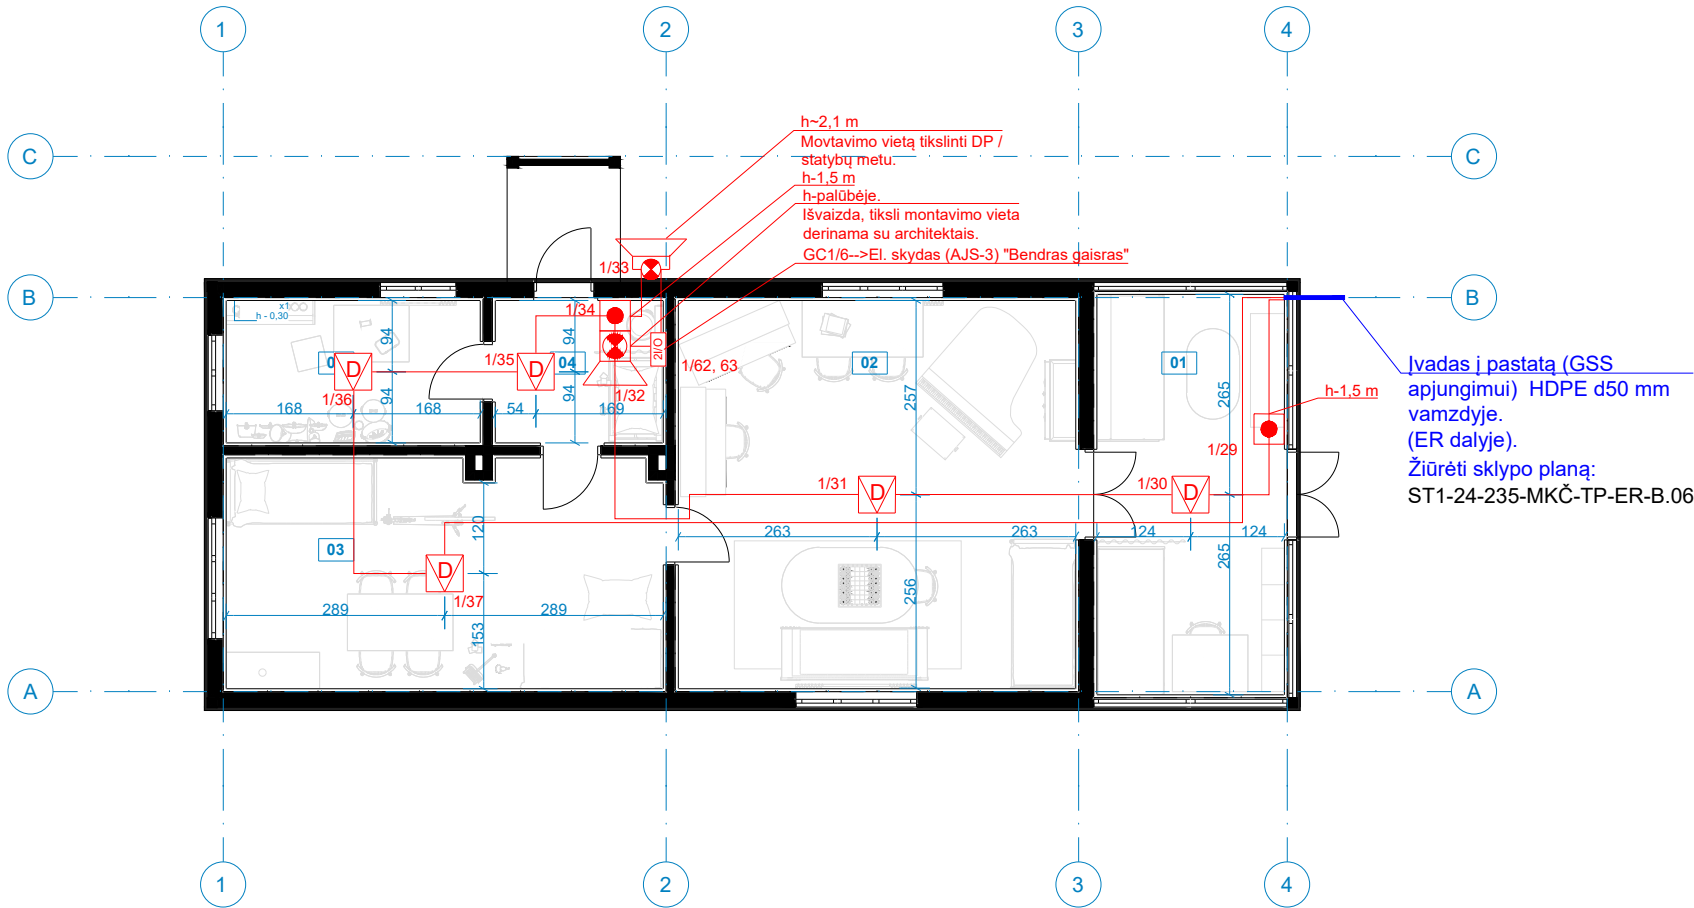 1
2
3
4
C
C
h~2,1 m
Movtavimo vietą tikslinti DP /
statybų metu.
h-1,5 m
h-palūbėje.
Išvaizda, tiksli montavimo vieta
derinama su architektais.
GC1/6-->El. skydas (AJS-3) "Bendras gaisras"
1/33
B
B
x1
h - 0,30
1/34
94
94
2I/O
1/35
04
D
D
1/62, 63
02
01
1/36
94
94
1/32
168
168
54
169
257
265
h-1,5 m
1/29
Įvadas į pastatą (GSS
apjungimui) HDPE d50 mm
vamzdyje.
(ER dalyje).
Žiūrėti sklypo planą:
ST1-24-235-MKČ-TP-ER-B.06
1/31
D
1/30
D
120
263
263
124
124
03
D
1/37
265
256
289
289
153
A
A
1
2
3
4